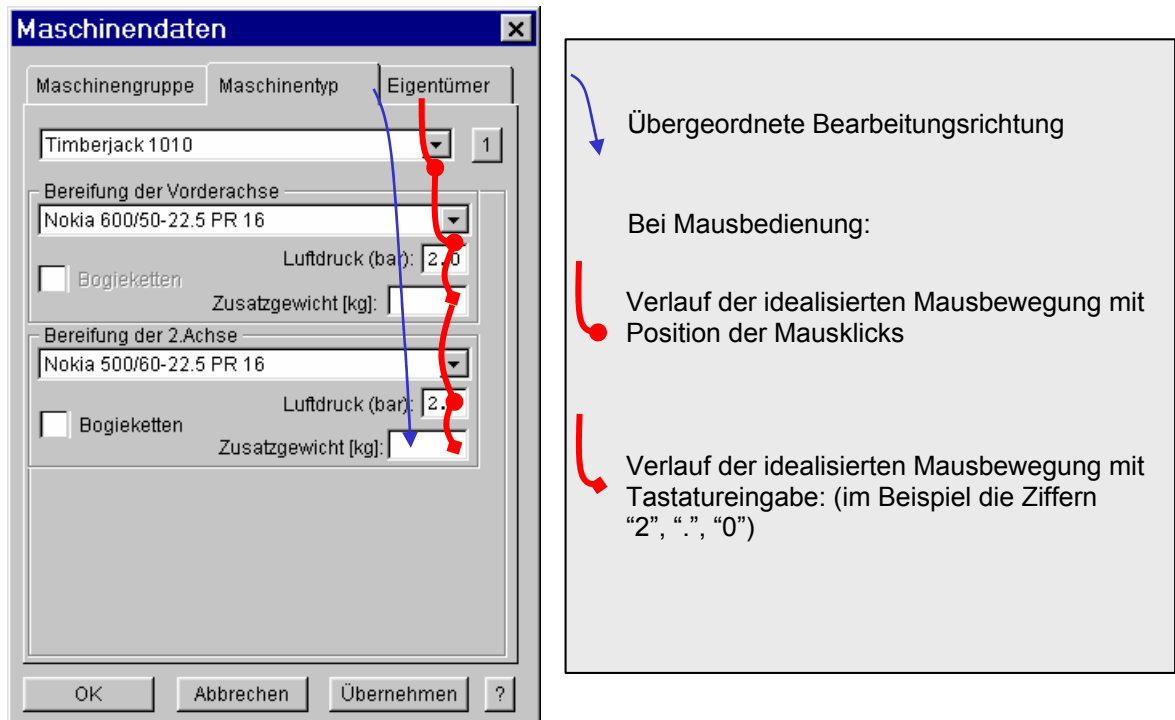 Maschinendaten
Maschinengruppe Maschinentyp Eigentümer
Timberjack 1010 1
Bereifung der Vorderachse
Nokia 600/50-22.5 PR 16
Luftdruck (bar): 2.0
Bogieketten
Zusatzgewicht [kg]:
Bereifung der 2.Achse
Nokia 500/60-22.5 PR 16
Luftdruck (bar): 2.
Bogieketten
Zusatzgewicht [kg]:
OK Abbrechen Übernehmen ?
Übergeordnete Bearbeitungsrichtung
Bei Mausbedienung:
Verlauf der idealisierten Mausbewegung mit
Position der Mausklicks
Verlauf der idealisierten Mausbewegung mit
Tastatureingabe: (im Beispiel die Ziffern
“2”, “.”, “0”)